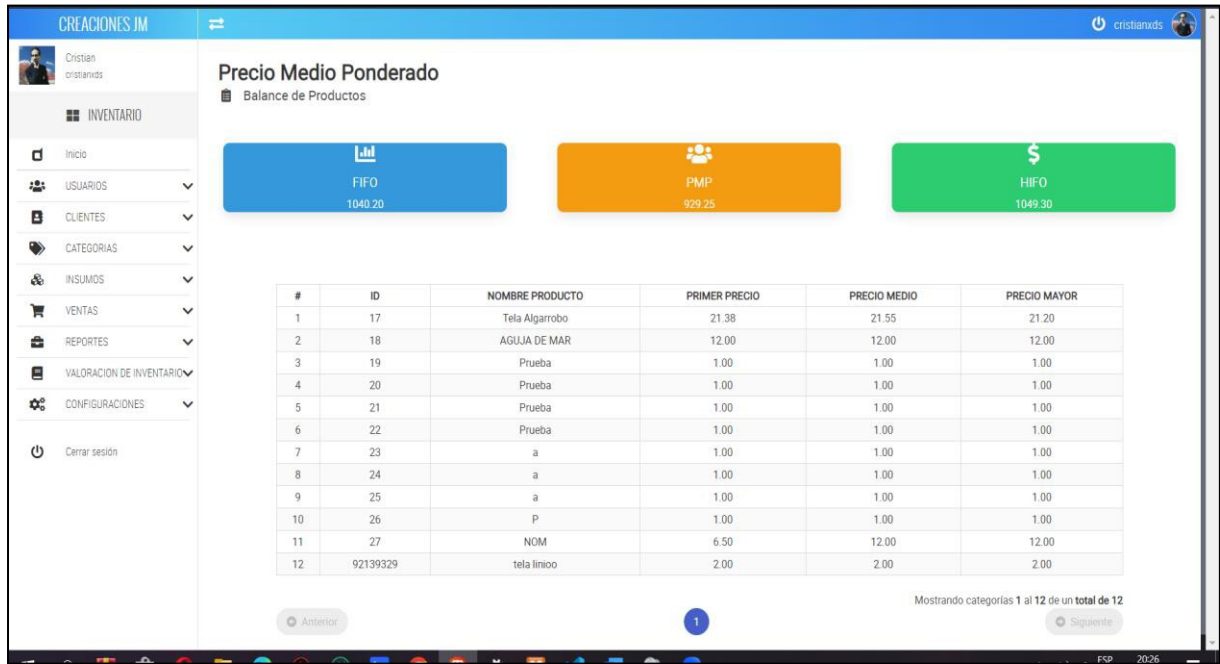 CREACIONES JM
cristianxds
Cristian
cristianxds
INVENTARIO
Inicio
USUARIOS
CLIENTES
CATEGORIAS
INSUMOS
VENTAS
REPORTES
VALORACION DE INVENTARIO
CONFIGURACIONES
Cerrar sesión
Precio Medio Ponderado
Balance de Productos
FIFO
1040.20
PMP
929.25
HIFO
1049.30
# ID NOMBRE PRODUCTO PRIMER PRECIO PRECIO MEDIO PRECIO MAYOR
1 17 Tela Algarrobo 21.38 21.55 21.20
2 18 AGUJA DE MAR 12.00 12.00 12.00
3 19 Prueba 1.00 1.00 1.00
4 20 Prueba 1.00 1.00 1.00
5 21 Prueba 1.00 1.00 1.00
6 22 Prueba 1.00 1.00 1.00
7 23 a 1.00 1.00 1.00
8 24 a 1.00 1.00 1.00
9 25 a 1.00 1.00 1.00
10 26 P 1.00 1.00 1.00
11 27 NOM 6.50 12.00 12.00
12 92139329 tela linioo 2.00 2.00 2.00
Mostrando categorías 1 al 12 de un total de 12
Anterior 1 Siguiente
ESP 20:26